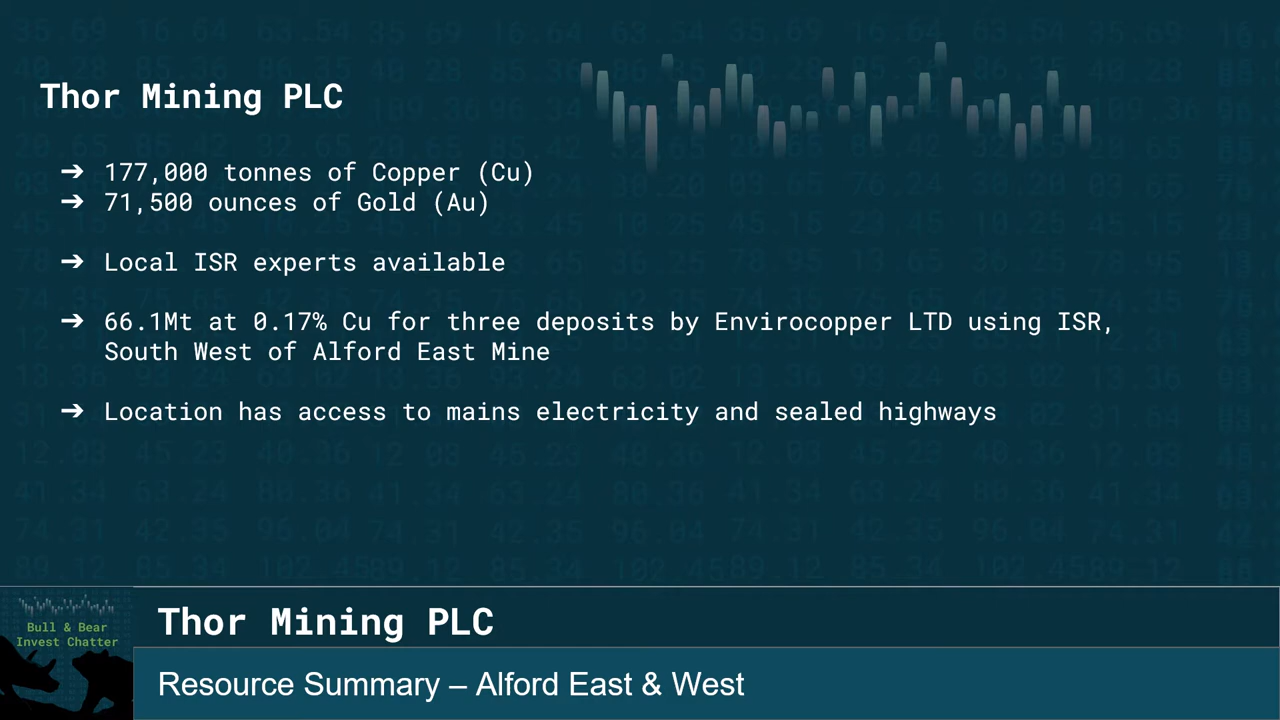 Thor Mining PLC
➔ 177,000 tonnes of Copper (Cu)
➔ 71,500 ounces of Gold (Au)
➔ Local ISR experts available
➔ 66.1Mt at 0.17% Cu for three deposits by Envirocopper LTD using ISR,
South West of Alford East Mine
➔ Location has access to mains electricity and sealed highways
Bull & Bear
Invest Chatter
Thor Mining PLC
Resource Summary – Alford East & West